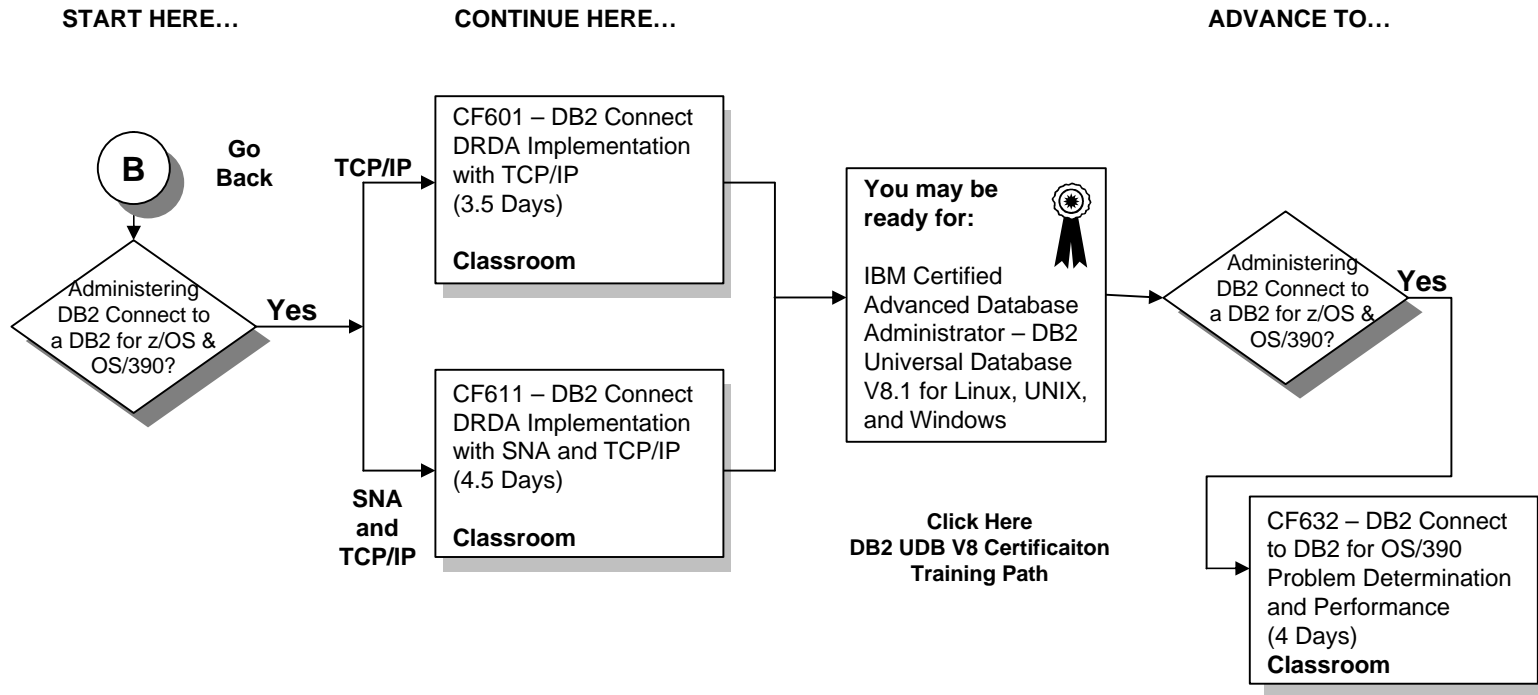 START HERE…
CONTINUE HERE…
ADVANCE TO…
B
Go
Back
Administering
DB2 Connect to
a DB2 for z/OS &
OS/390?
Yes
TCP/IP
CF601 – DB2 Connect
DRDA Implementation
with TCP/IP
(3.5 Days)
Classroom
SNA
and
TCP/IP
CF611 – DB2 Connect
DRDA Implementation
with SNA and TCP/IP
(4.5 Days)
Classroom
You may be
ready for:
IBM Certified
Advanced Database
Administrator – DB2
Universal Database
V8.1 for Linux, UNIX,
and Windows
Click Here
DB2 UDB V8 Certificaiton
Training Path
Administering
DB2 Connect to
a DB2 for z/OS &
OS/390?
Yes
CF632 – DB2 Connect
to DB2 for OS/390
Problem Determination
and Performance
(4 Days)
Classroom